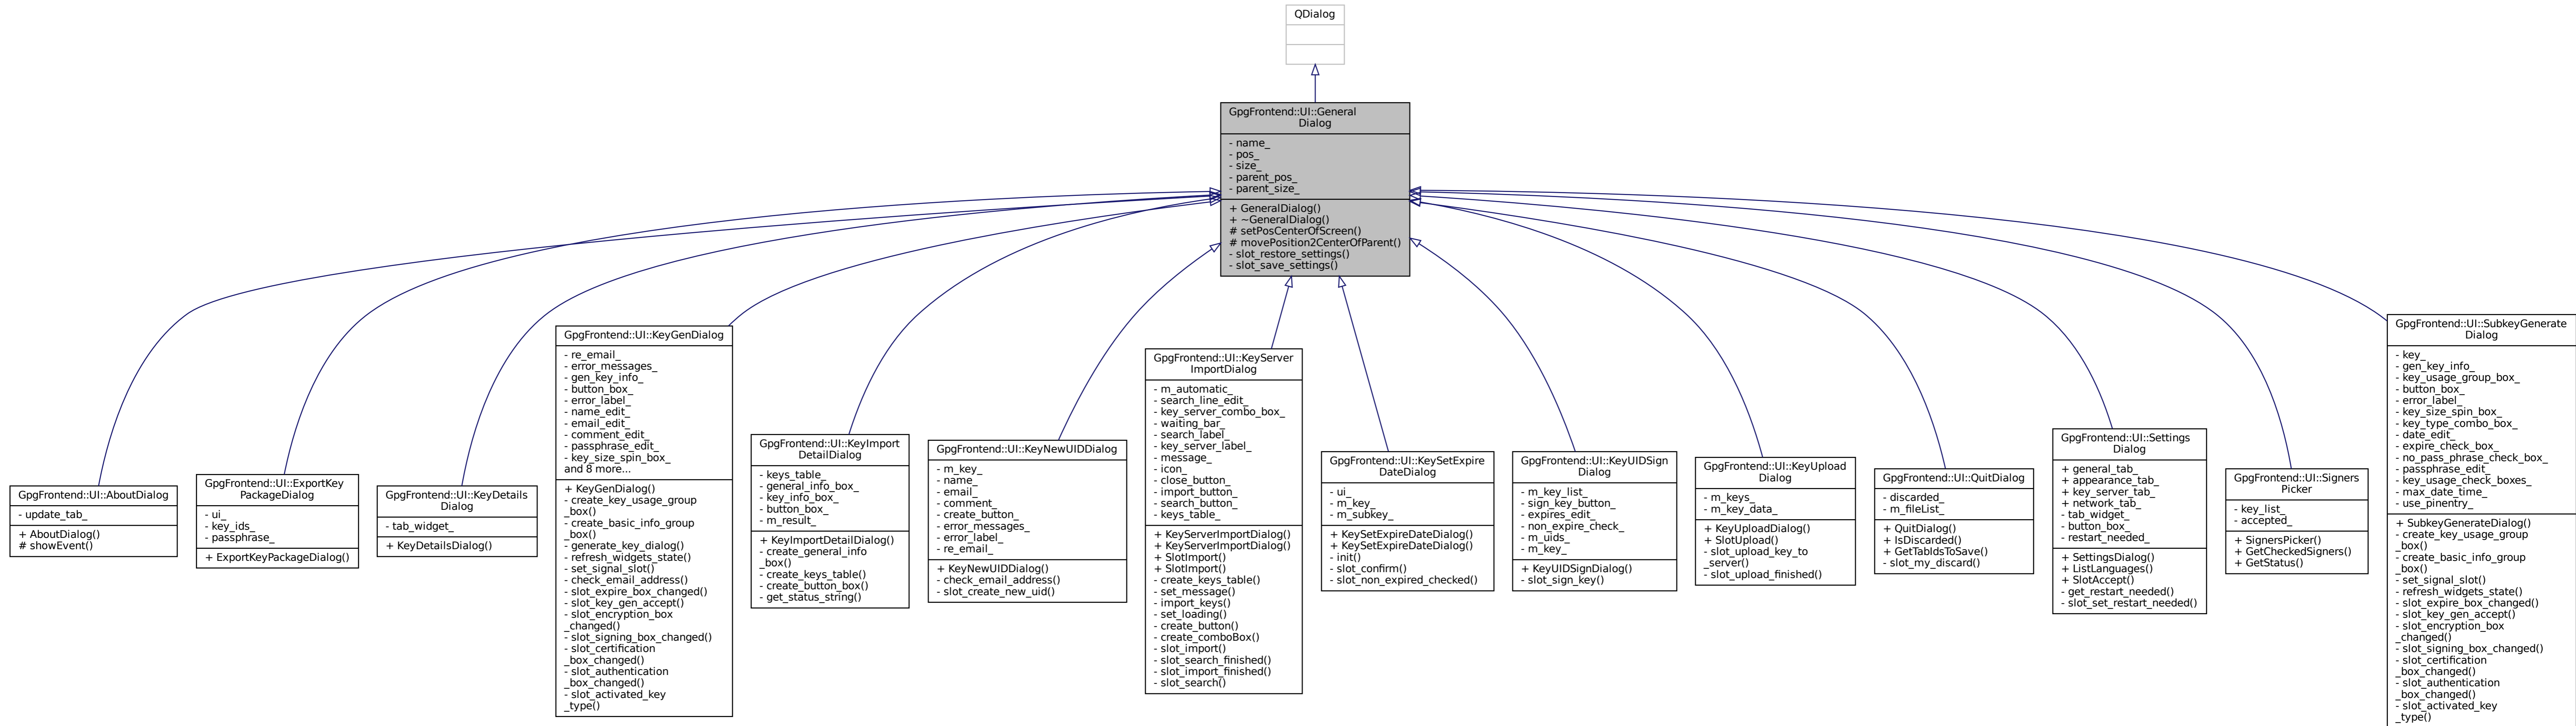 QDialog
GpgFrontend::UI::General
Dialog
- name_
- pos_
- size_
- parent_pos_
- parent_size_
+ GeneralDialog()
+ ~GeneralDialog()
# setPosCenterOfScreen()
# movePosition2CenterOfParent()
- slot_restore_settings()
- slot_save_settings()
GpgFrontend::UI::AboutDialog
- update_tab_
+ AboutDialog()
# showEvent()
GpgFrontend::UI::ExportKey
PackageDialog
- ui_
- key_ids_
- passphrase_
+ ExportKeyPackageDialog()
GpgFrontend::UI::KeyDetails
Dialog
- tab_widget_
+ KeyDetailsDialog()
GpgFrontend::UI::KeyGenDialog
- re_email_
- error_messages_
- gen_key_info_
- button_box_
- error_label_
- name_edit_
- email_edit_
- comment_edit_
- passphrase_edit_
- key_size_spin_box_
and 8 more...
+ KeyGenDialog()
- create_key_usage_group
_box()
- create_basic_info_group
_box()
- generate_key_dialog()
- refresh_widgets_state()
- set_signal_slot()
- check_email_address()
- slot_expire_box_changed()
- slot_key_gen_accept()
- slot_encryption_box
_changed()
- slot_signing_box_changed()
- slot_certification
_box_changed()
- slot_authentication
_box_changed()
- slot_activated_key
_type()
GpgFrontend::UI::KeyImport
DetailDialog
- keys_table_
- general_info_box_
- key_info_box_
- button_box_
- m_result_
+ KeyImportDetailDialog()
- create_general_info
_box()
- create_keys_table()
- create_button_box()
- get_status_string()
GpgFrontend::UI::KeyNewUIDDialog
- m_key_
- name_
- email_
- comment_
- create_button_
- error_messages_
- error_label_
- re_email_
+ KeyNewUIDDialog()
- check_email_address()
- slot_create_new_uid()
GpgFrontend::UI::KeyServer
ImportDialog
- m_automatic_
- search_line_edit_
- key_server_combo_box_
- waiting_bar_
- search_label_
- key_server_label_
- message_
- icon_
- close_button_
- import_button_
- search_button_
- keys_table_
+ KeyServerImportDialog()
+ KeyServerImportDialog()
+ SlotImport()
+ SlotImport()
- create_keys_table()
- set_message()
- import_keys()
- set_loading()
- create_button()
- create_comboBox()
- slot_import()
- slot_search_finished()
- slot_import_finished()
- slot_search()
GpgFrontend::UI::KeySetExpire
DateDialog
- ui_
- m_key_
- m_subkey_
+ KeySetExpireDateDialog()
+ KeySetExpireDateDialog()
- init()
- slot_confirm()
- slot_non_expired_checked()
GpgFrontend::UI::KeyUIDSign
Dialog
- m_key_list_
- sign_key_button_
- expires_edit_
- non_expire_check_
- m_uids_
- m_key_
+ KeyUIDSignDialog()
- slot_sign_key()
GpgFrontend::UI::KeyUpload
Dialog
- m_keys_
- m_key_data_
+ KeyUploadDialog()
+ SlotUpload()
- slot_upload_key_to
_server()
- slot_upload_finished()
GpgFrontend::UI::QuitDialog
- discarded_
- m_fileList_
+ QuitDialog()
+ IsDiscarded()
+ GetTabIdsToSave()
- slot_my_discard()
GpgFrontend::UI::Settings
Dialog
+ general_tab_
+ appearance_tab_
+ key_server_tab_
+ network_tab_
- tab_widget_
- button_box_
- restart_needed_
+ SettingsDialog()
+ ListLanguages()
+ SlotAccept()
- get_restart_needed()
- slot_set_restart_needed()
GpgFrontend::UI::Signers
Picker
- key_list_
- accepted_
+ SignersPicker()
+ GetCheckedSigners()
+ GetStatus()
GpgFrontend::UI::SubkeyGenerate
Dialog
- key_
- gen_key_info_
- key_usage_group_box_
- button_box_
- error_label_
- key_size_spin_box_
- key_type_combo_box_
- date_edit_
- expire_check_box_
- no_pass_phrase_check_box_
- passphrase_edit_
- key_usage_check_boxes_
- max_date_time_
- use_pinentry_
+ SubkeyGenerateDialog()
- create_key_usage_group
_box()
- create_basic_info_group
_box()
- set_signal_slot()
- refresh_widgets_state()
- slot_expire_box_changed()
- slot_key_gen_accept()
- slot_encryption_box
_changed()
- slot_signing_box_changed()
- slot_certification
_box_changed()
- slot_authentication
_box_changed()
- slot_activated_key
_type()